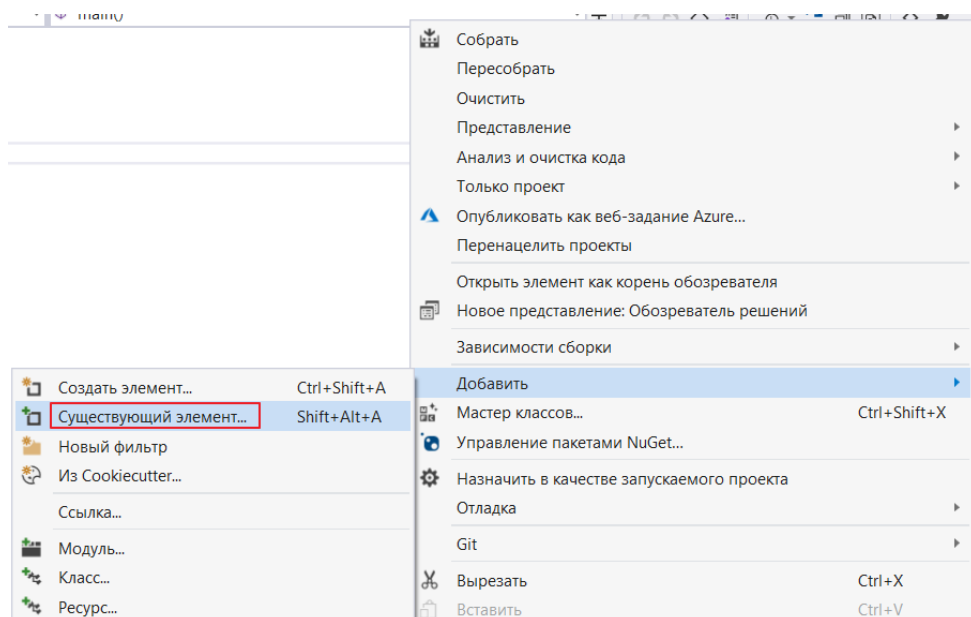 main()
Собрать
Пересобрать
Очистить
Представление
Анализ и очистка кода
Только проект
Опубликовать как веб-задание Azure...
Перенацелить проекты
Открыть элемент как корень обозревателя
Новое представление: Обозреватель решений
Зависимости сборки
Добавить
Мастер классов... Ctrl+Shift+X
Управление пакетами NuGet...
Назначить в качестве запускаемого проекта
Отладка
Git
Вырезать Ctrl+X
Вставить Ctrl+V
Создать элемент... Ctrl+Shift+A
Существующий элемент... Shift+Alt+A
Новый фильтр
Из Cookiecutter...
Ссылка...
Модуль...
Класс...
Ресурс...